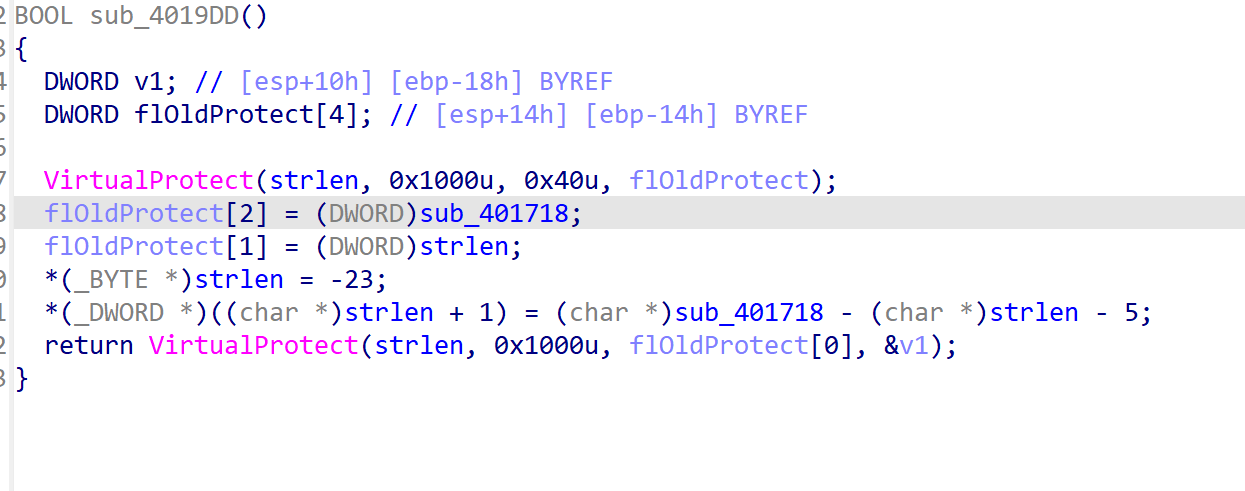 2 BOOL sub_4019DD()
3 {
4   DWORD v1; // [esp+10h] [ebp-18h] BYREF
5   DWORD flOldProtect[4]; // [esp+14h] [ebp-14h] BYREF
6
7   VirtualProtect(strlen, 0x1000u, 0x40u, flOldProtect);
8   flOldProtect[2] = (DWORD)sub_401718;
9   flOldProtect[1] = (DWORD)strlen;
0   *(_BYTE *)strlen = -23;
1   *(_DWORD *)((char *)strlen + 1) = (char *)sub_401718 - (char *)strlen - 5;
2   return VirtualProtect(strlen, 0x1000u, flOldProtect[0], &v1);
3 }